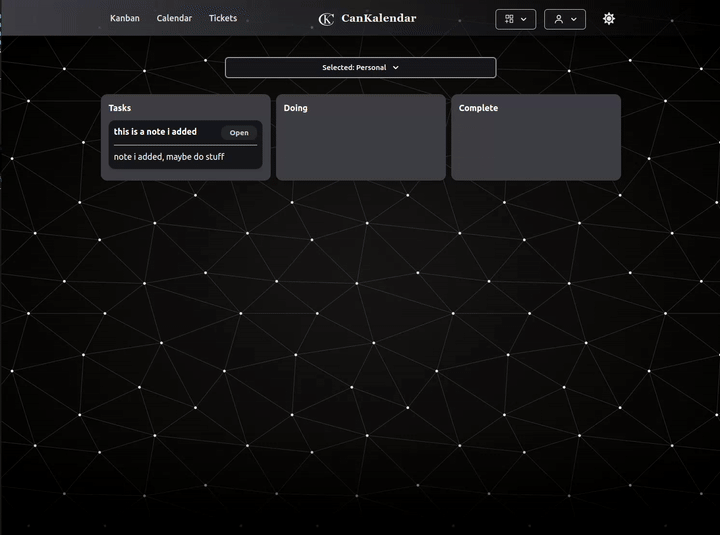 Kanban Calendar Tickets CanKalendar
Selected: Personal
Tasks Doing Complete
this is a note i added Open
note i added, maybe do stuff